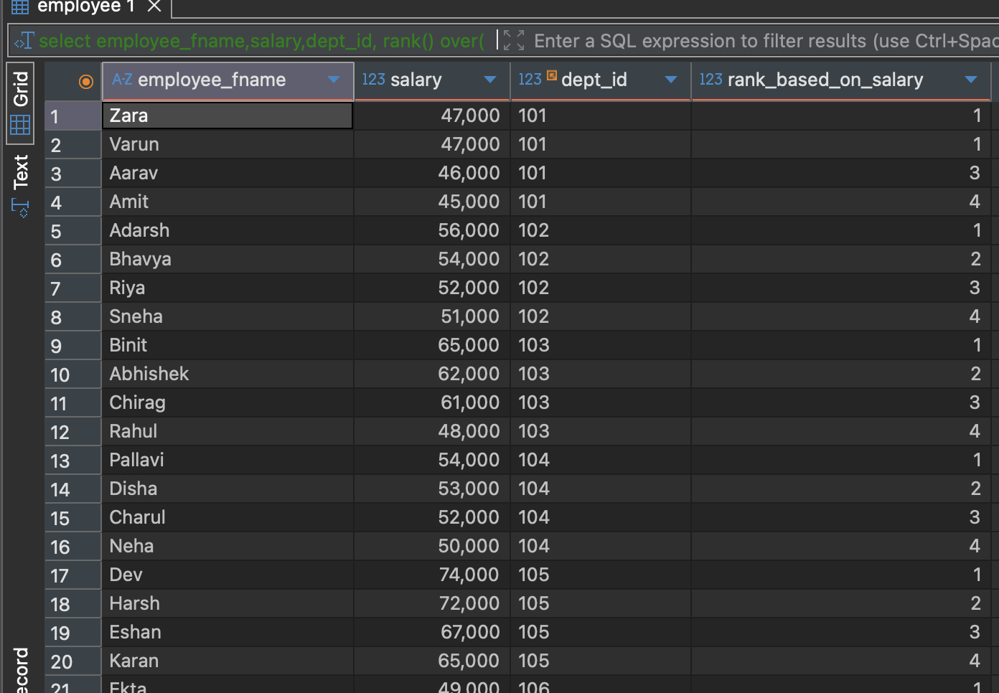 employee 1
select employee_fname,salary,dept_id, rank() over( Enter a SQL expression to filter results (use Ctrl+Spac
Grid
Text
ecord
A-Z employee_fname 123 salary 123 dept_id 123 rank_based_on_salary
1 Zara 47,000 101 1
2 Varun 47,000 101 1
3 Aarav 46,000 101 3
4 Amit 45,000 101 4
5 Adarsh 56,000 102 1
6 Bhavya 54,000 102 2
7 Riya 52,000 102 3
8 Sneha 51,000 102 4
9 Binit 65,000 103 1
10 Abhishek 62,000 103 2
11 Chirag 61,000 103 3
12 Rahul 48,000 103 4
13 Pallavi 54,000 104 1
14 Disha 53,000 104 2
15 Charul 52,000 104 3
16 Neha 50,000 104 4
17 Dev 74,000 105 1
18 Harsh 72,000 105 2
19 Eshan 67,000 105 3
20 Karan 65,000 105 4
21 Ekta 49,000 106 1